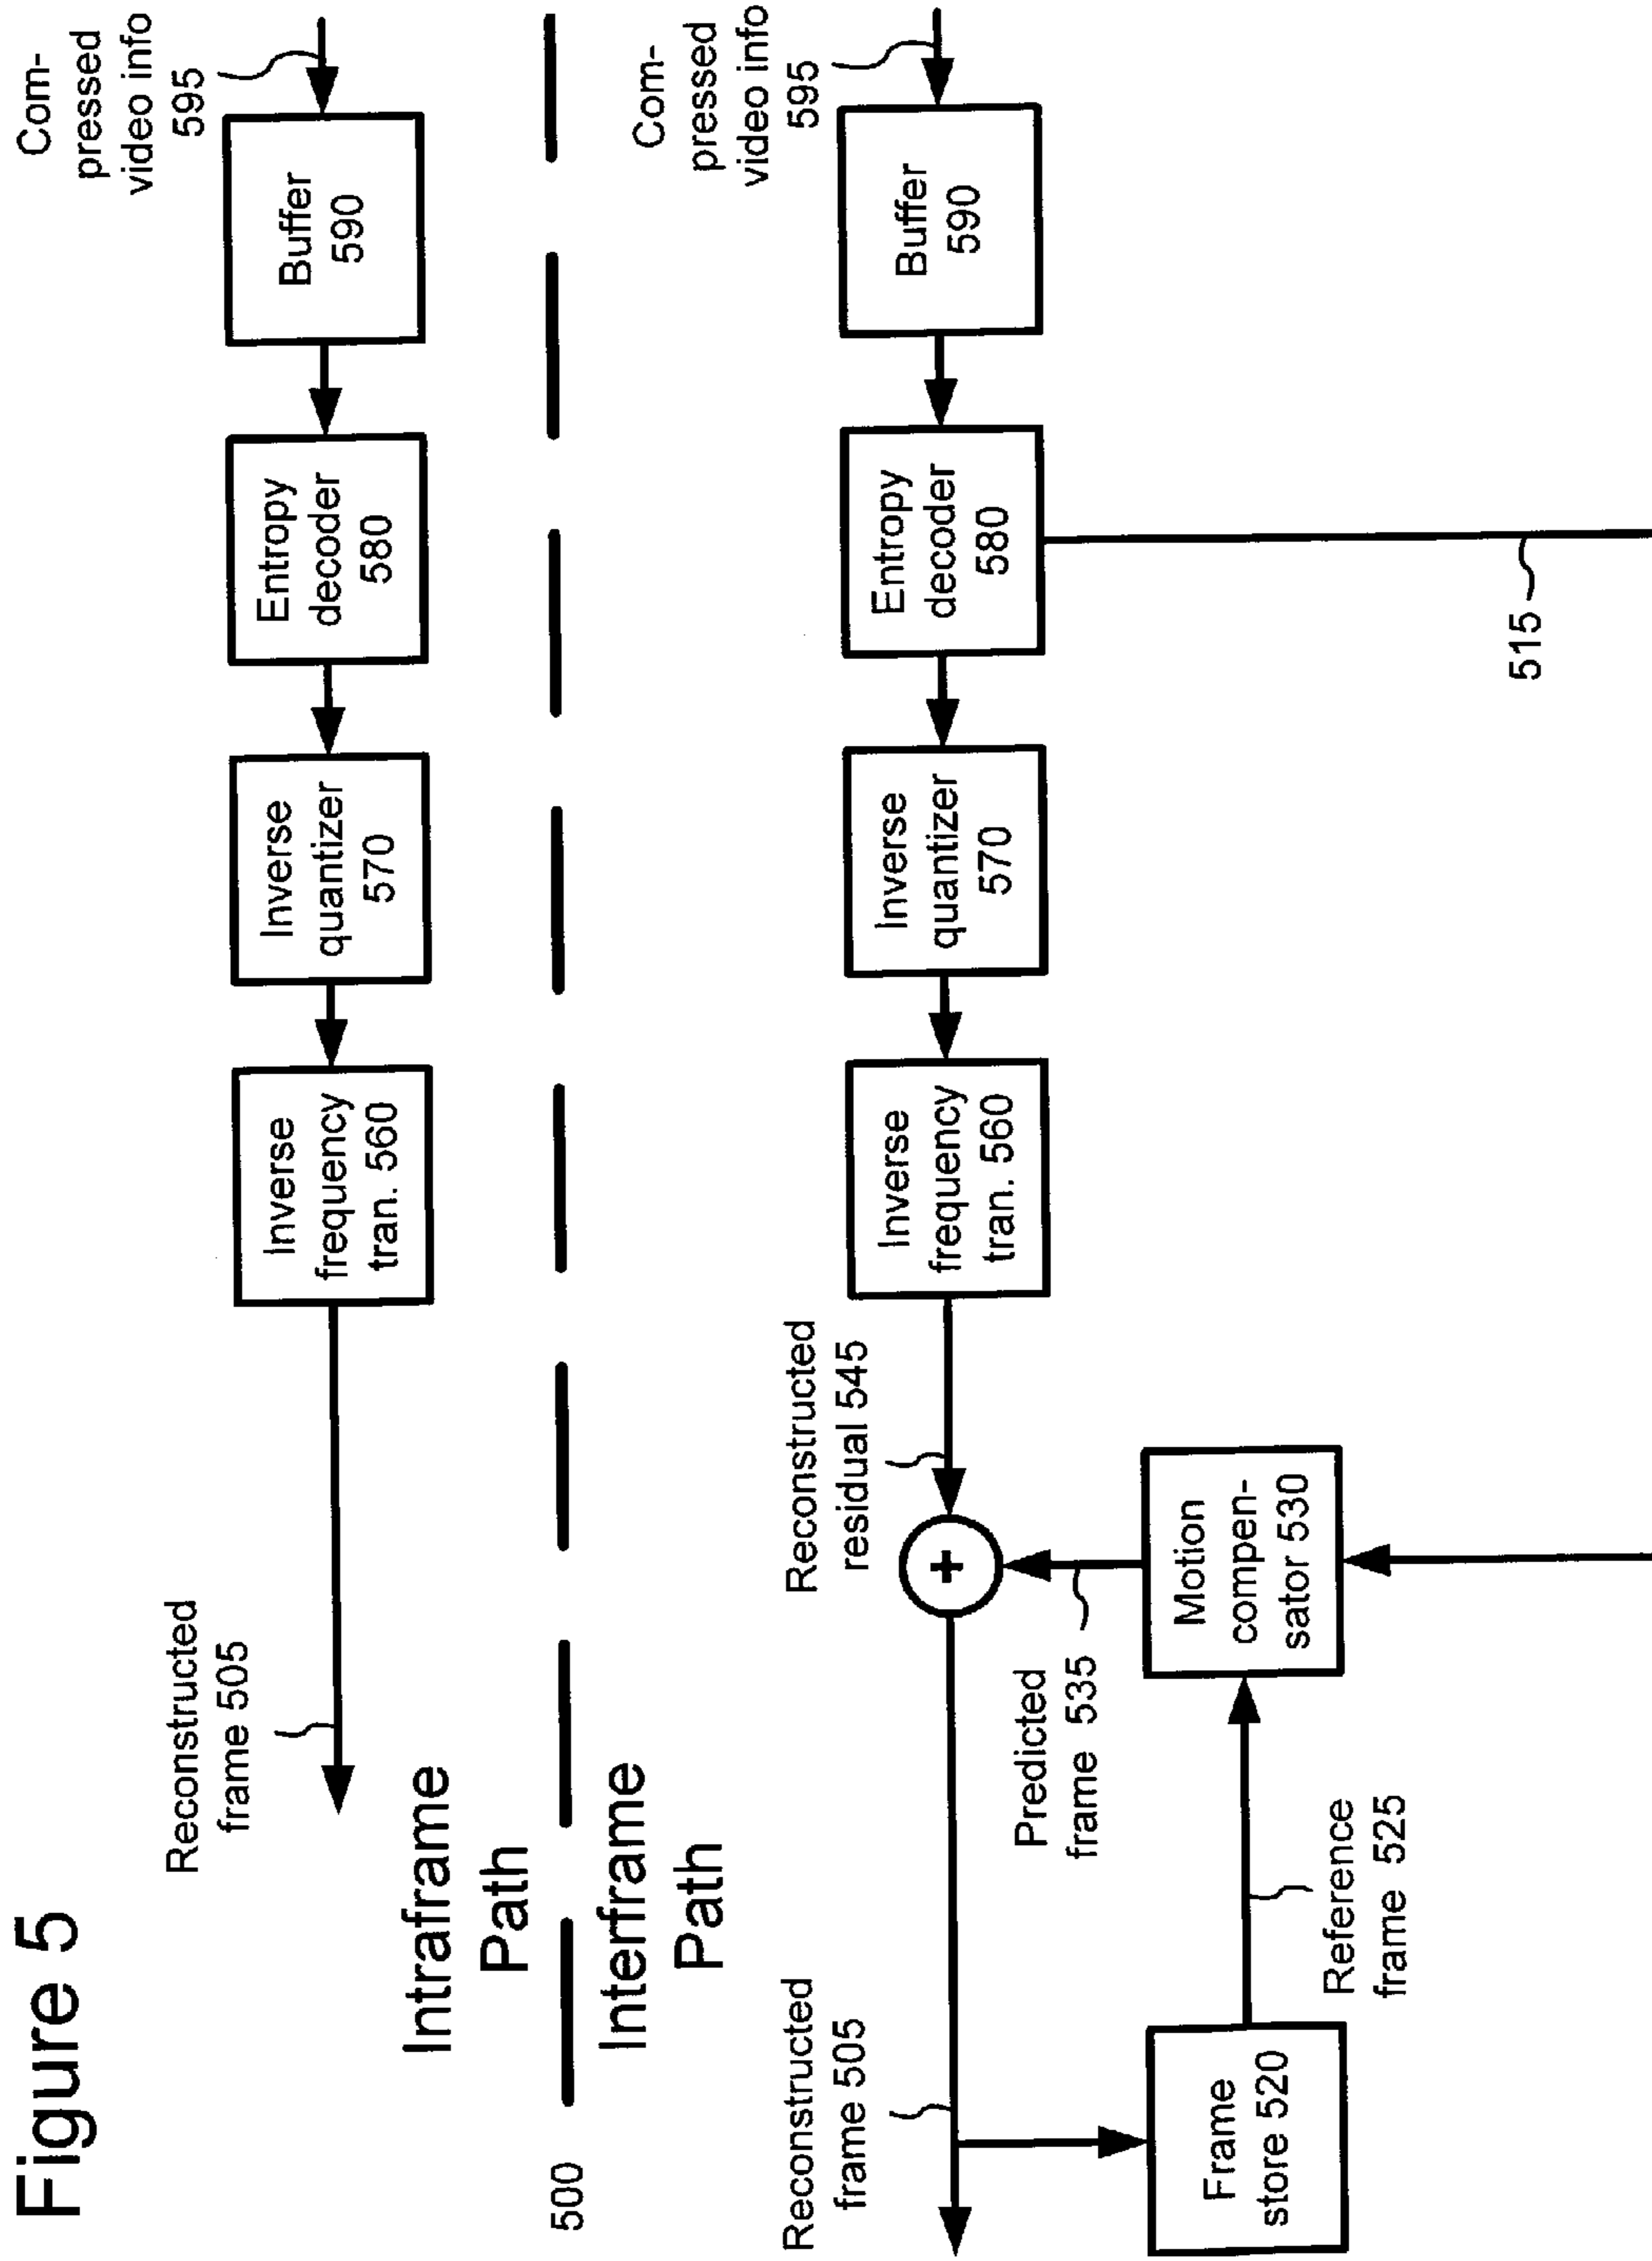 Figure 5
Reconstructed
frame 505
Inverse
frequency
tran. 560
Inverse
quantizer
570
Entropy
decoder
580
Buffer
590
Com-
pressed
video info
595
Intraframe
Path
500
Interframe
Path
Reconstructed
frame 505
Reconstructed
residual 545
+
Inverse
frequency
tran. 560
Inverse
quantizer
570
Entropy
decoder
580
Buffer
590
Com-
pressed
video info
595
Predicted
frame 535
Frame
store 520
Reference
frame 525
Motion
compen-
sator 530
515